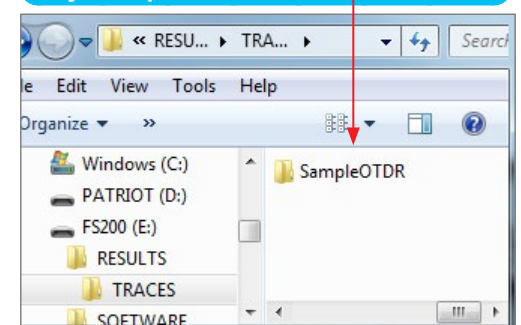 « RESU... ▸ TRA... ▸ Search
le Edit View Tools Help
Organize »
Windows (C:)
PATRIOT (D:)
FS200 (E:)
RESULTS
TRACES
SOFTWARE
SampleOTDR